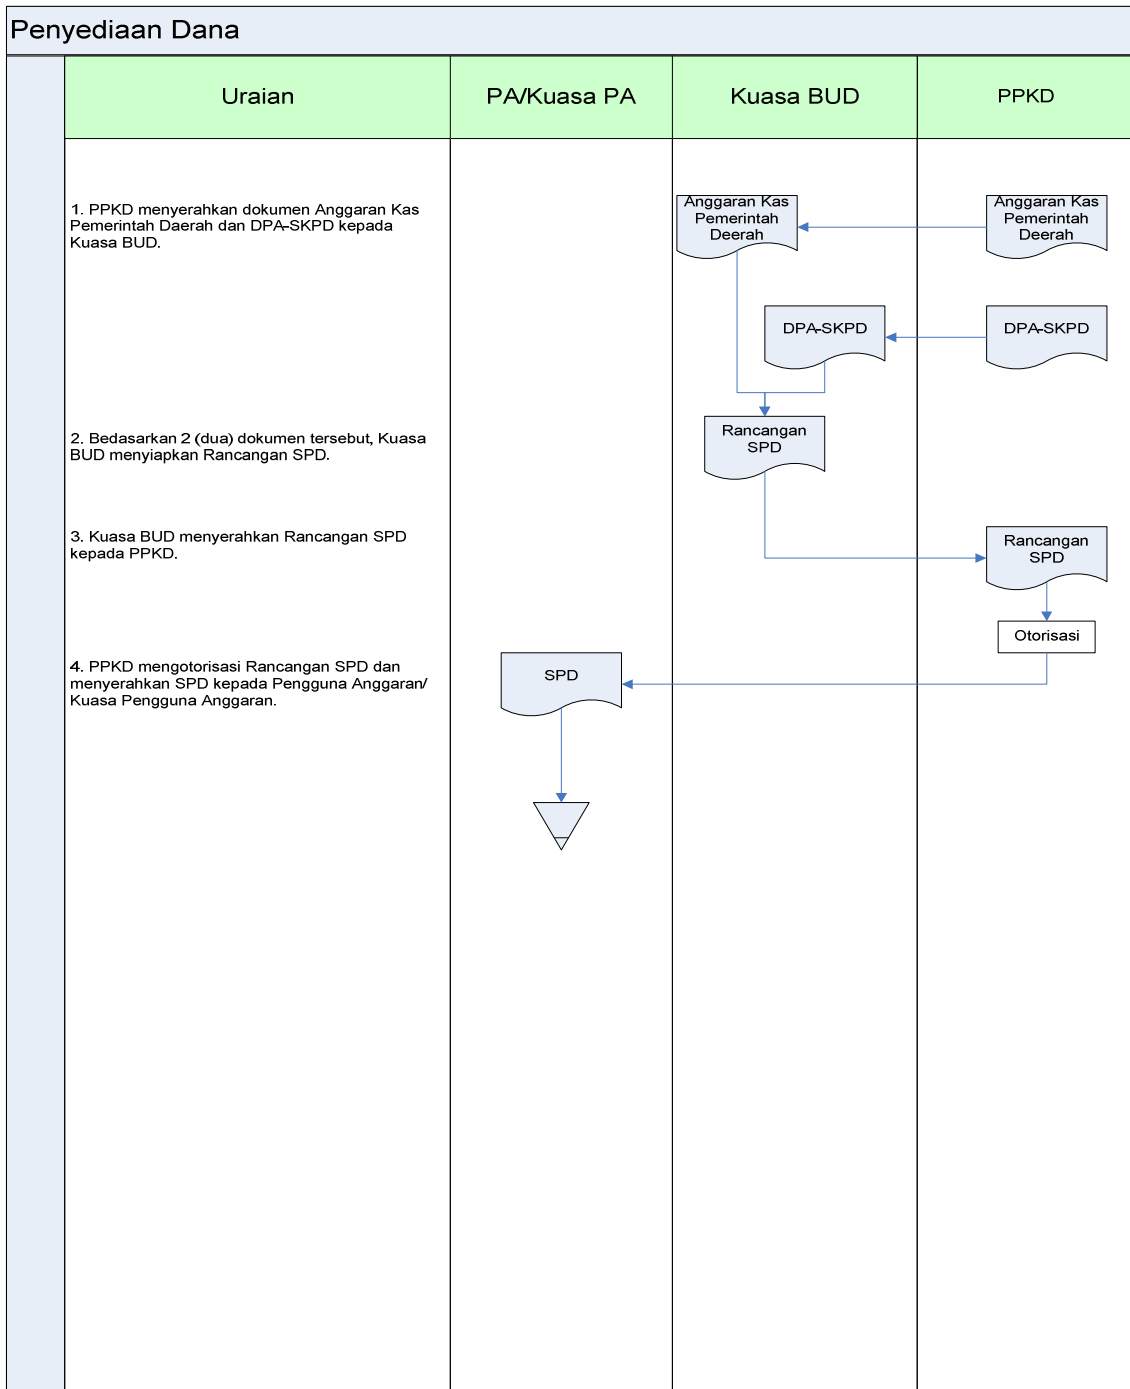 Penyediaan Dana
Uraian
PA/Kuasa PA
Kuasa BUD
PPKD
1. PPKD menyerahkan dokumen Anggaran Kas
Pemerintah Daerah dan DPA-SKPD kepada
Kuasa BUD.
Anggaran Kas
Pemerintah
Deerah
Anggaran Kas
Pemerintah
Deerah
DPA-SKPD
DPA-SKPD
2. Bedasarkan 2 (dua) dokumen tersebut, Kuasa
BUD menyiapkan Rancangan SPD.
Rancangan
SPD
3. Kuasa BUD menyerahkan Rancangan SPD
kepada PPKD.
Rancangan
SPD
Otorisasi
4. PPKD mengotorisasi Rancangan SPD dan
menyerahkan SPD kepada Pengguna Anggaran/
Kuasa Pengguna Anggaran.
SPD